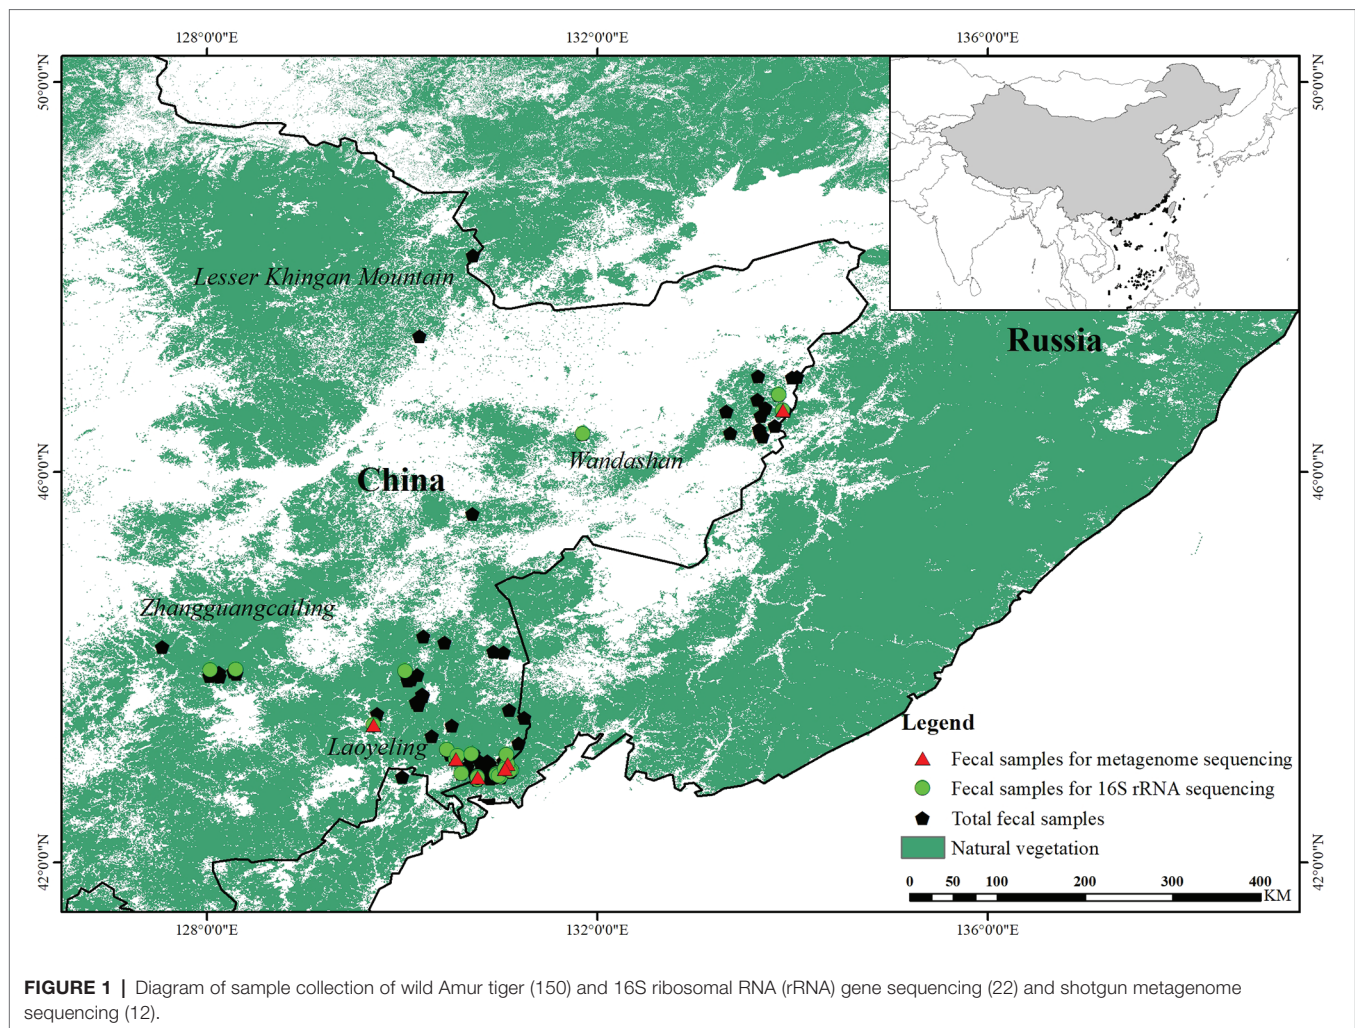 128°0'0"E 132°0'0"E 136°0'0"E
50°0'0"N 50°0'0"N
Lesser Khingan Mountain
Russia
Wandashan
China
46°0'0"N 46°0'0"N
Zhangguangcailing
Laoyeling
Legend
Fecal samples for metagenome sequencing
Fecal samples for 16S rRNA sequencing
Total fecal samples
Natural vegetation
42°0'0"N 42°0'0"N
0 50 100 200 300 400
KM
128°0'0"E 132°0'0"E 136°0'0"E
FIGURE 1 | Diagram of sample collection of wild Amur tiger (150) and 16S ribosomal RNA (rRNA) gene sequencing (22) and shotgun metagenome
sequencing (12).